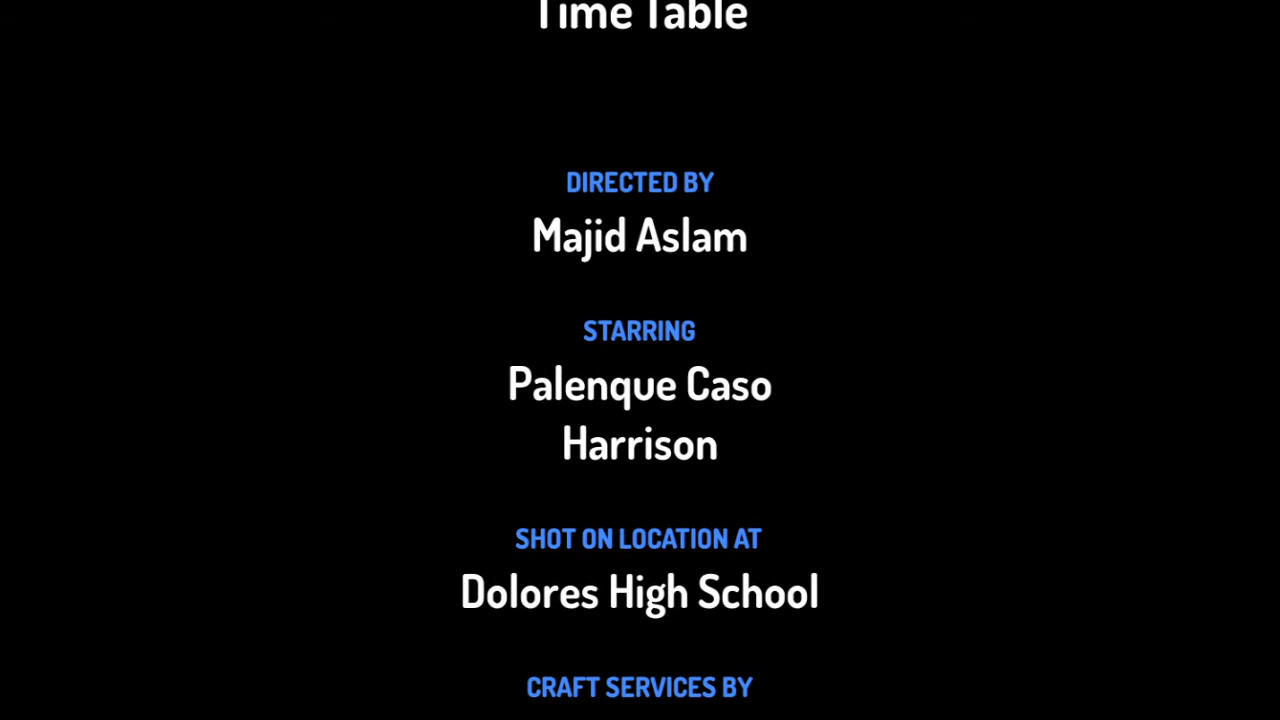 Time Table
DIRECTED BY
Majid Aslam
STARRING
Palenque Caso
Harrison
SHOT ON LOCATION AT
Dolores High School
CRAFT SERVICES BY